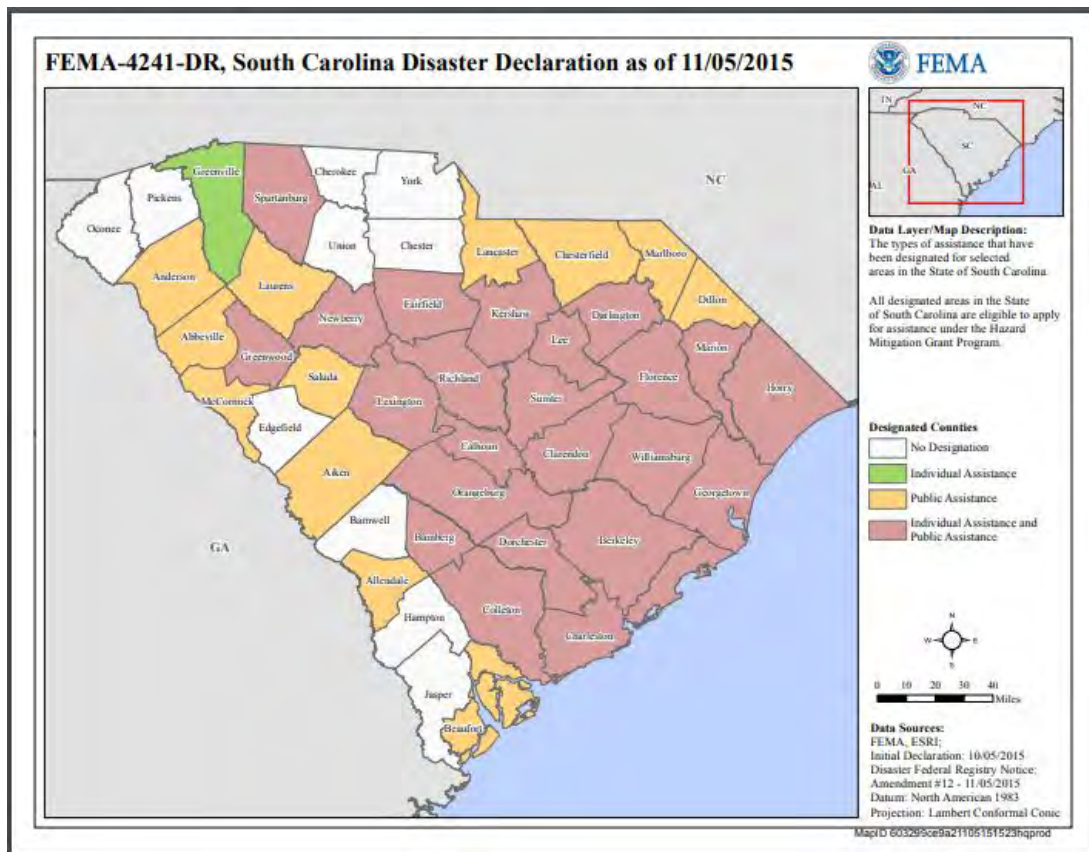 FEMA-4241-DR, South Carolina Disaster Declaration as of 11/05/2015
FEMA
TN
NC
SC
GA
AL
Data Layer/Map Description:
The types of assistance that have
been designated for selected
areas in the State of South Carolina
All designated areas in the State
of South Carolina are eligible to apply
for assistance under the Hazard
Mitigation Grant Program.
Designated Counties
No Designation
Individual Assistance
Public Assistance
Individual Assistance and
Public Assistance
N
W
E
S
0 10 20 30 40
Miles
Data Sources:
FEMA, ESRI;
Initial Declaration: 10/05/2015
Disaster Federal Registry Notice:
Amendment #12 - 11/05/2015
Datum: North American 1983
Projection: Lambert Conformal Conic
MapID 603299ce9a21105151523hqprod
NC
GA
Greenville
Cherokee
York
Pickens
Spartanburg
Oconee
Union
Chester
Lancaster
Chesterfield
Marlboro
Anderson
Laurens
Dillon
Fairfield
Kershaw
Newberry
Darlington
Abbeville
Lee
Marion
Greenwood
Saluda
Richland
Florence
Horry
McCormick
Lexington
Sumter
Edgefield
Calhoun
Clarendon
Williamsburg
Aiken
Orangeburg
Georgetown
Barnwell
Bamberg
Dorchester
Berkeley
Allendale
Colleton
Hampton
Charleston
Jasper
Beaufort